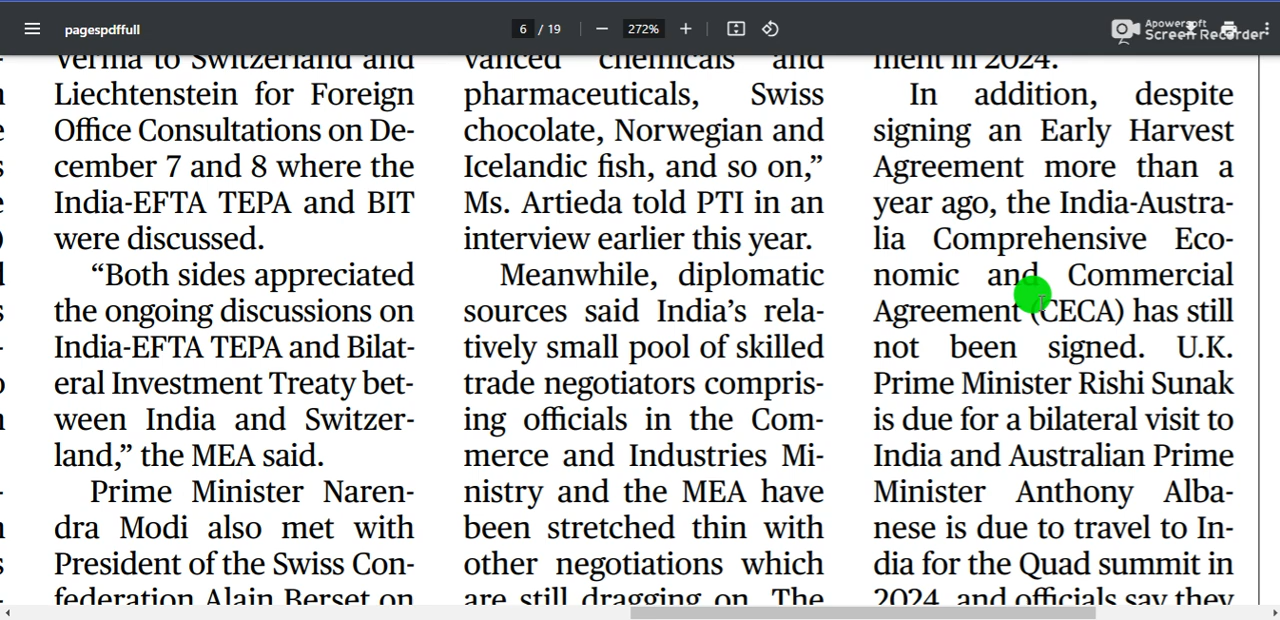 pagespdffull
6 / 19
272%
Apowersoft
Screen Recorder
Verma to Switzerland and
Liechtenstein for Foreign
Office Consultations on De-
cember 7 and 8 where the
India-EFTA TEPA and BIT
were discussed.
“Both sides appreciated
the ongoing discussions on
India-EFTA TEPA and Bilat-
eral Investment Treaty bet-
ween India and Switzer-
land,” the MEA said.
Prime Minister Naren-
dra Modi also met with
President of the Swiss Con-
federation Alain Berset on
vanced chemicals and
pharmaceuticals, Swiss
chocolate, Norwegian and
Icelandic fish, and so on,”
Ms. Artieda told PTI in an
interview earlier this year.
Meanwhile, diplomatic
sources said India’s rela-
tively small pool of skilled
trade negotiators compris-
ing officials in the Com-
merce and Industries Mi-
nistry and the MEA have
been stretched thin with
other negotiations which
are still dragging on. The
ment in 2024.
In addition, despite
signing an Early Harvest
Agreement more than a
year ago, the India-Austra-
lia Comprehensive Eco-
nomic and Commercial
Agreement (CECA) has still
not been signed. U.K.
Prime Minister Rishi Sunak
is due for a bilateral visit to
India and Australian Prime
Minister Anthony Alba-
nese is due to travel to In-
dia for the Quad summit in
2024, and officials say they